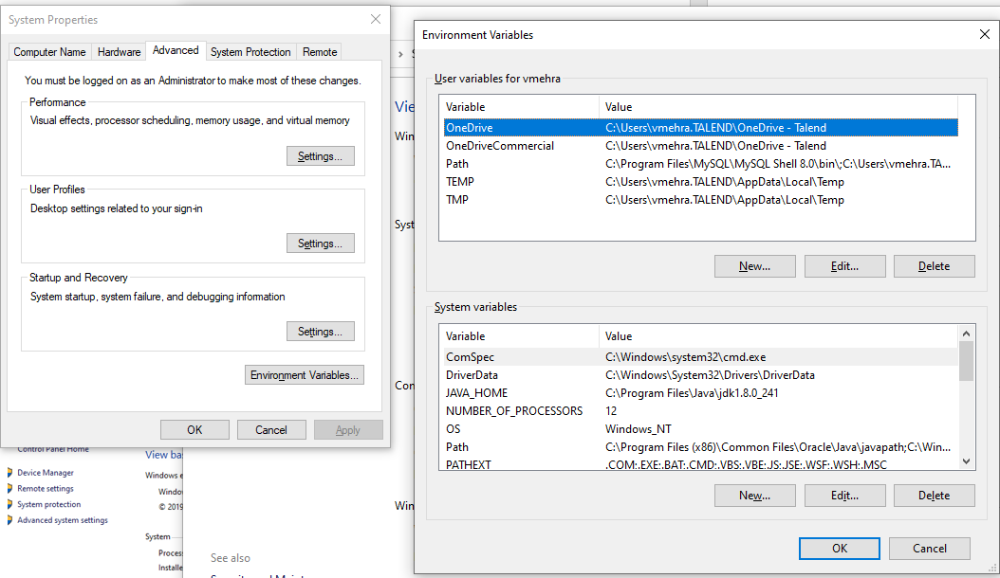 System Properties
Computer Name Hardware Advanced System Protection Remote
You must be logged on as an Administrator to make most of these changes.
Performance
Visual effects, processor scheduling, memory usage, and virtual memory
Settings...
User Profiles
Desktop settings related to your sign-in
Settings...
Startup and Recovery
System startup, system failure, and debugging information
Settings...
Environment Variables...
OK Cancel Apply
Control Panel Home
Device Manager
Remote settings
System protection
Advanced system settings
View ba
Windows e
Windo
© 2019
System
Proces
Installe
See also
Vie
Win
Syst
Con
Win
Environment Variables
User variables for vmehra
Variable Value
OneDrive C:\Users\vmehra.TALEND\OneDrive - Talend
OneDriveCommercial C:\Users\vmehra.TALEND\OneDrive - Talend
Path C:\Program Files\MySQL\MySQL Shell 8.0\bin\;C:\Users\vmehra.TA...
TEMP C:\Users\vmehra.TALEND\AppData\Local\Temp
TMP C:\Users\vmehra.TALEND\AppData\Local\Temp
New... Edit... Delete
System variables
Variable Value
ComSpec C:\Windows\system32\cmd.exe
DriverData C:\Windows\System32\Drivers\DriverData
JAVA_HOME C:\Program Files\Java\jdk1.8.0_241
NUMBER_OF_PROCESSORS 12
OS Windows_NT
Path C:\Program Files (x86)\Common Files\Oracle\Java\javapath;C:\Win...
PATHEXT .COM;.EXE;.BAT;.CMD;.VBS;.VBE;.JS;.JSE;.WSF;.WSH;.MSC
New... Edit... Delete
OK Cancel